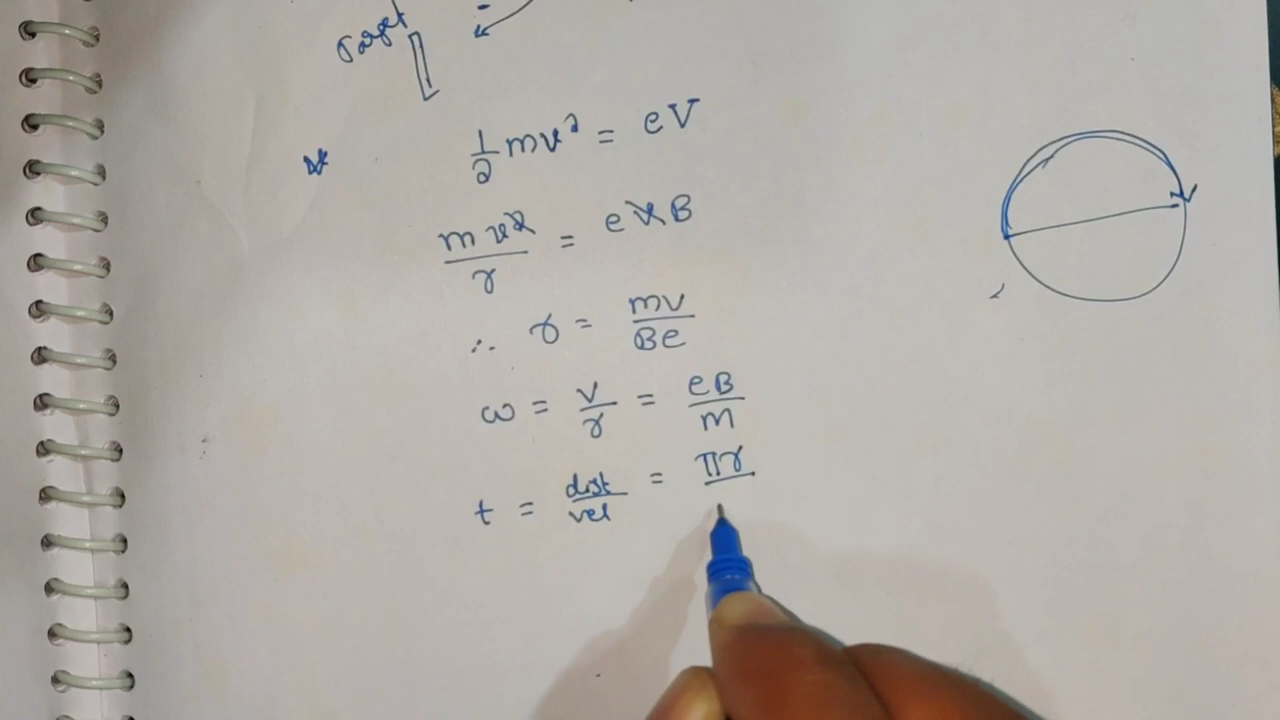 Target
1/2 mv² = eV
mv²/r = evB
∴ r = mv/Be
ω = v/r = eB/m
t = dist/vel = πr